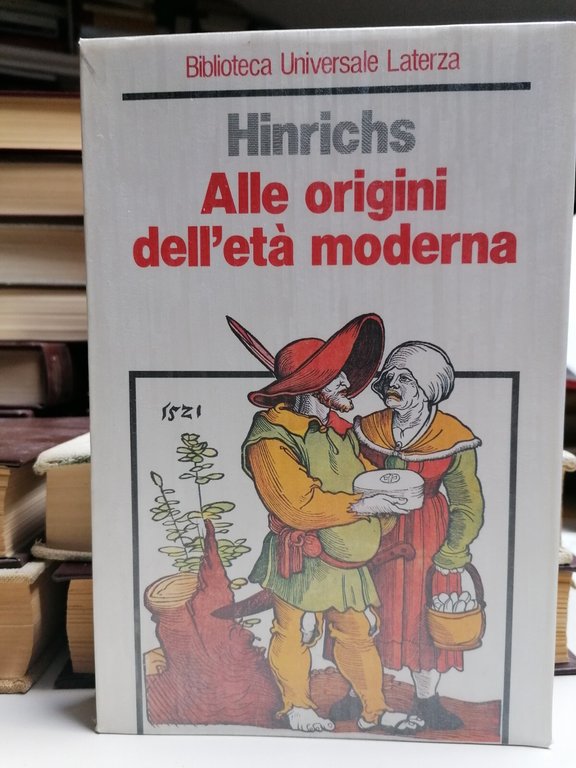 Biblioteca Universale Laterza
Hinrichs
Alle origini
dell'età moderna
1521